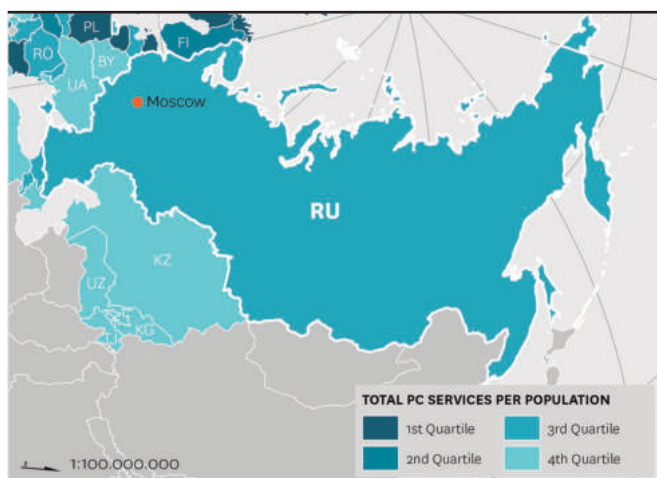 PL
FI
RO
BY
UA
Moscow
RU
KZ
UZ
KG
TJ
TOTAL PC SERVICES PER POPULATION
1st Quartile
3rd Quartile
2nd Quartile
4th Quartile
1:100.000.000